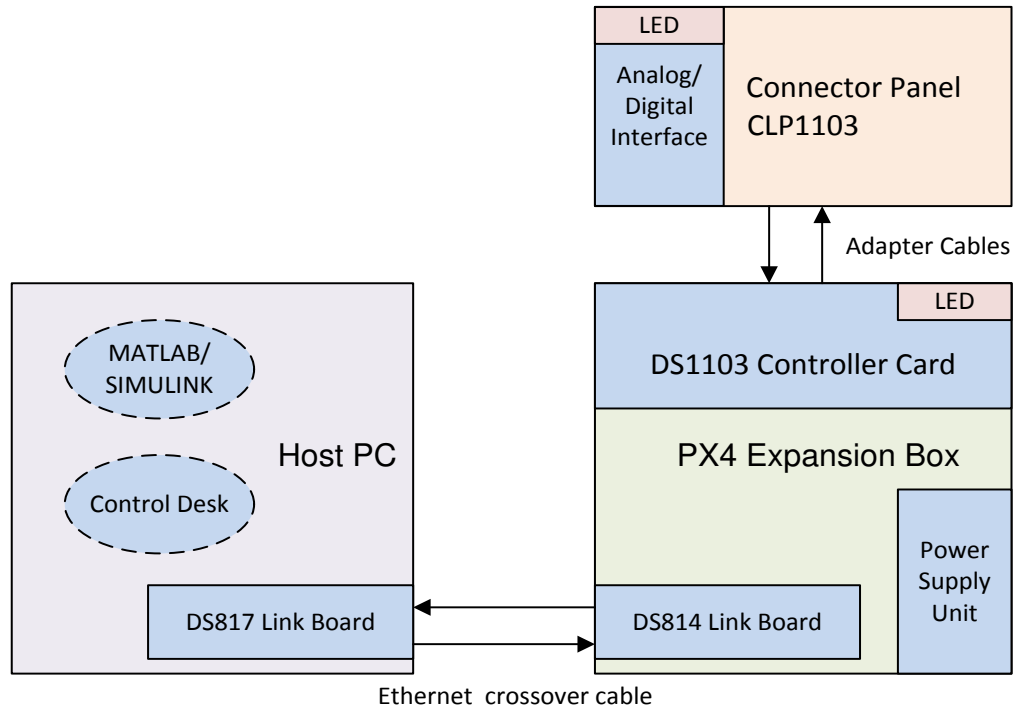 LED
Analog/
Digital
Interface
Connector Panel
CLP1103
Adapter Cables
LED
DS1103 Controller Card
MATLAB/
SIMULINK
Host PC
PX4 Expansion Box
Control Desk
Power
Supply
Unit
DS817 Link Board
DS814 Link Board
Ethernet crossover cable